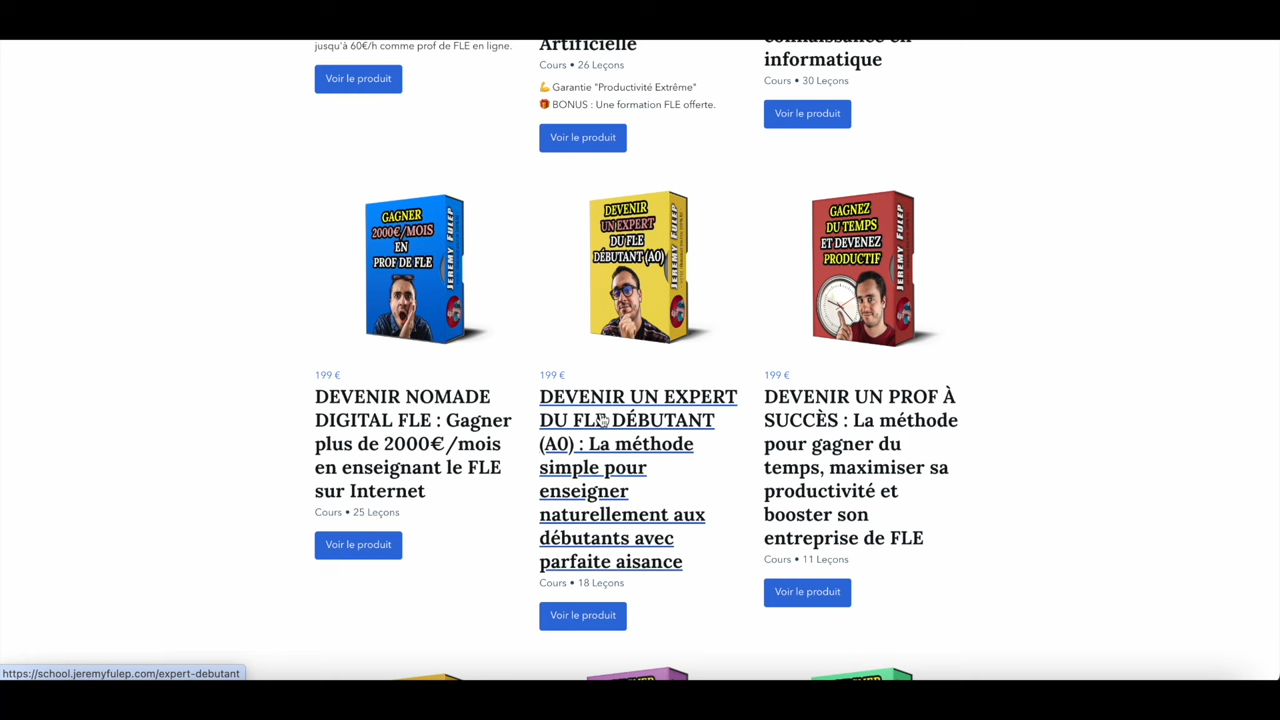 jusqu'à 60€/h comme prof de FLE en ligne.
Voir le produit
Artificielle
Cours • 26 Leçons
💪 Garantie "Productivité Extrême"
🎁 BONUS : Une formation FLE offerte.
Voir le produit
connaissance en
informatique
Cours • 30 Leçons
Voir le produit
GAGNER
2000€/MOIS
EN
PROF DE FLE
JEREMY FULEP
199 €
DEVENIR NOMADE
DIGITAL FLE : Gagner
plus de 2000€/mois
en enseignant le FLE
sur Internet
Cours • 25 Leçons
Voir le produit
DEVENIR
UN EXPERT
DU FLE
DÉBUTANT (A0)
JEREMY FULEP
199 €
DEVENIR UN EXPERT
DU FLE DÉBUTANT
(A0) : La méthode
simple pour
enseigner
naturellement aux
débutants avec
parfaite aisance
Cours • 18 Leçons
Voir le produit
GAGNEZ
DU TEMPS
ET DEVENEZ
PRODUCTIF
JEREMY FULEP
199 €
DEVENIR UN PROF À
SUCCÈS : La méthode
pour gagner du
temps, maximiser sa
productivité et
booster son
entreprise de FLE
Cours • 11 Leçons
Voir le produit
https://school.jeremyfulep.com/expert-debutant